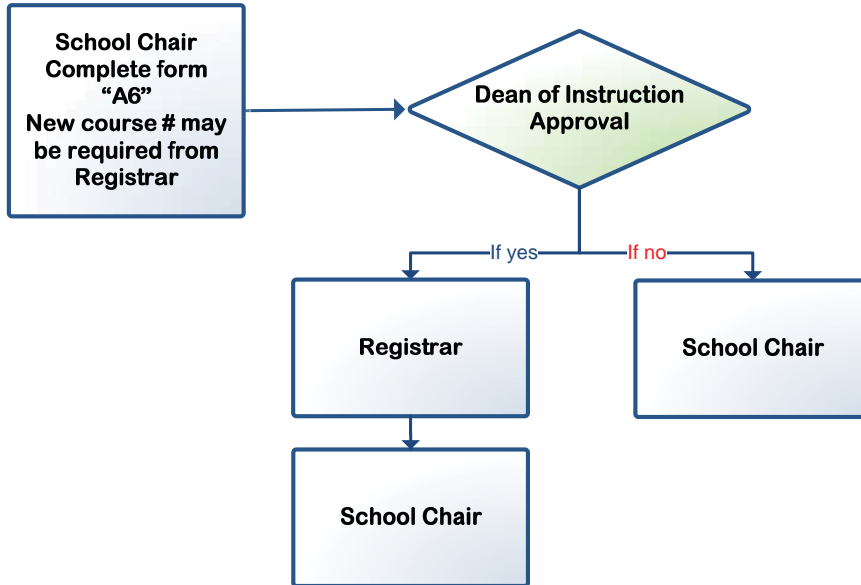 School Chair
Complete form
“A6”
New course # may
be required from
Registrar
Dean of Instruction
Approval
If yes
If no
Registrar
School Chair
School Chair